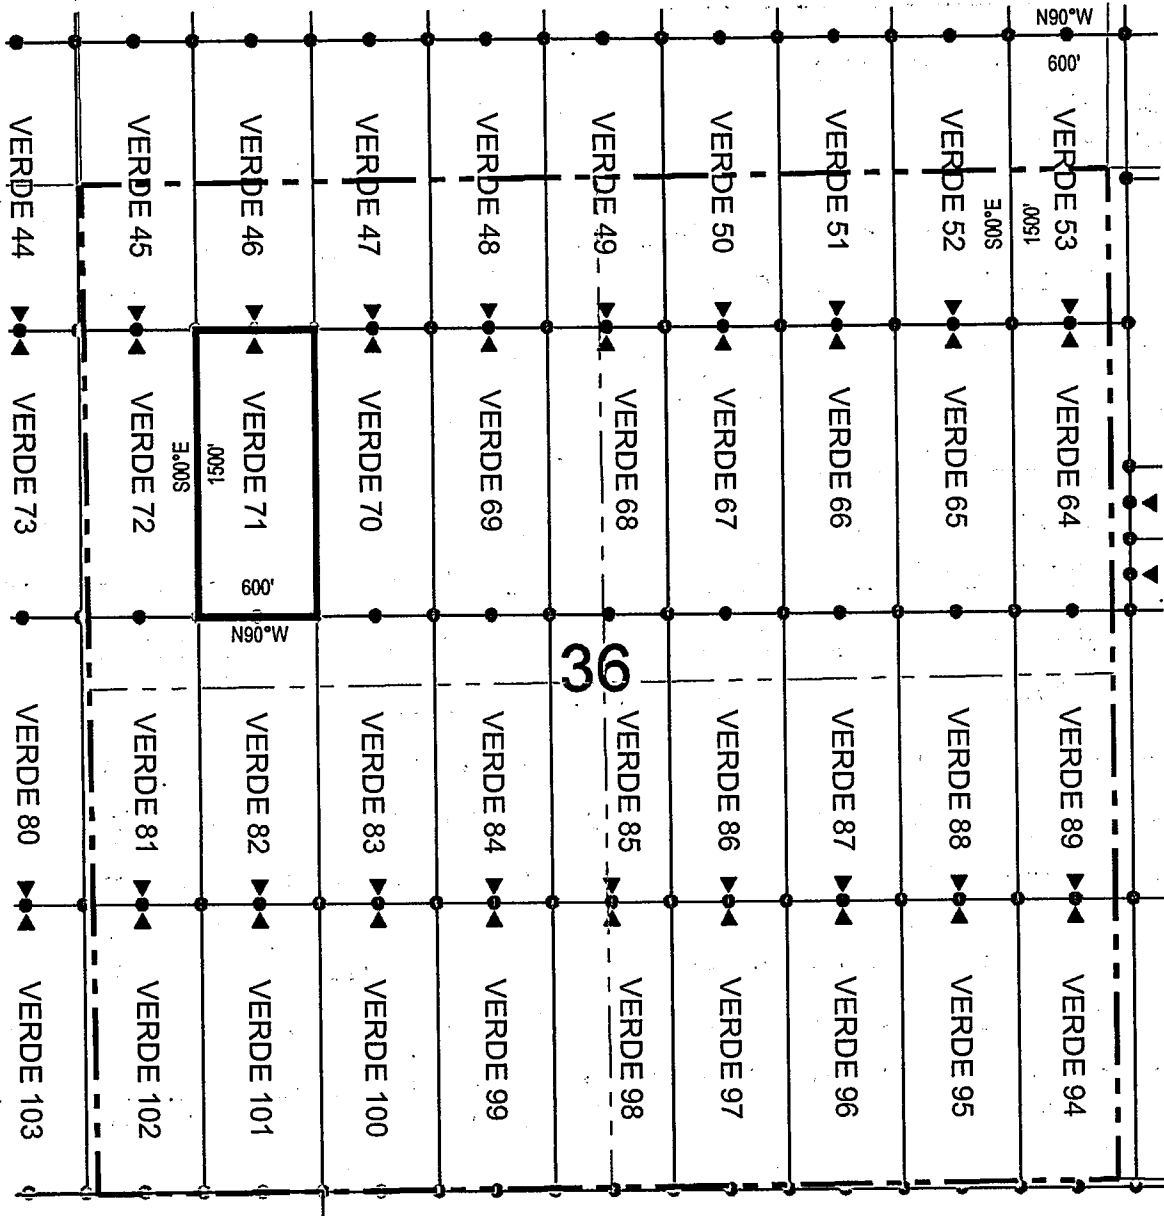 N90°W
600'
VERDE 44
VERDE 45
VERDE 46
VERDE 47
VERDE 48
VERDE 49
VERDE 50
VERDE 51
VERDE 52
S00°E
1500'
VERDE 53
VERDE 73
VERDE 72
S00°E
1500'
VERDE 71
600'
N90°W
VERDE 70
VERDE 69
VERDE 68
VERDE 67
VERDE 66
VERDE 65
VERDE 64
36
VERDE 80
VERDE 81
VERDE 82
VERDE 83
VERDE 84
VERDE 85
VERDE 86
VERDE 87
VERDE 88
VERDE 89
VERDE 103
VERDE 102
VERDE 101
VERDE 100
VERDE 99
VERDE 98
VERDE 97
VERDE 96
VERDE 95
VERDE 94